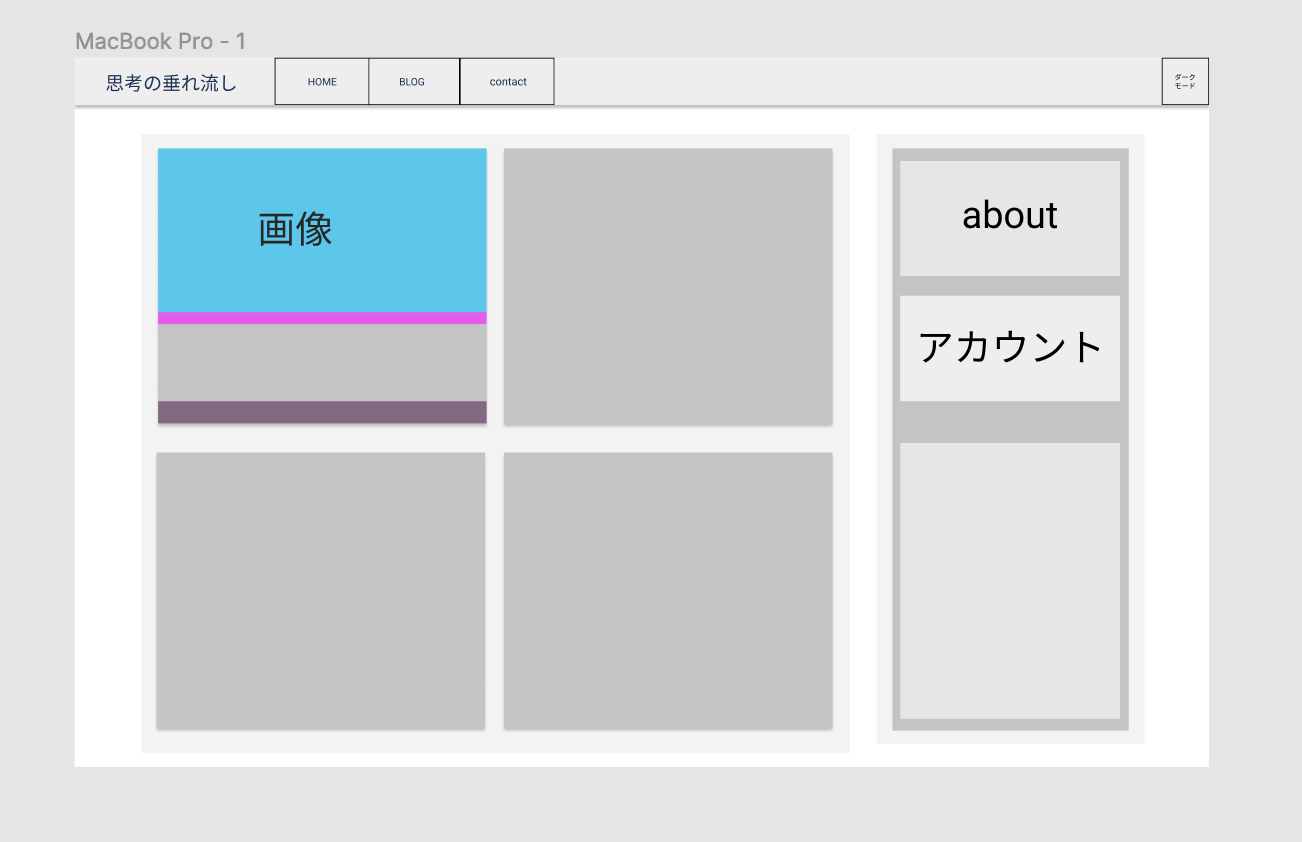 MacBook Pro - 1
思考の垂れ流し
HOME
BLOG
contact
ダーク
モード
画像
about
アカウント